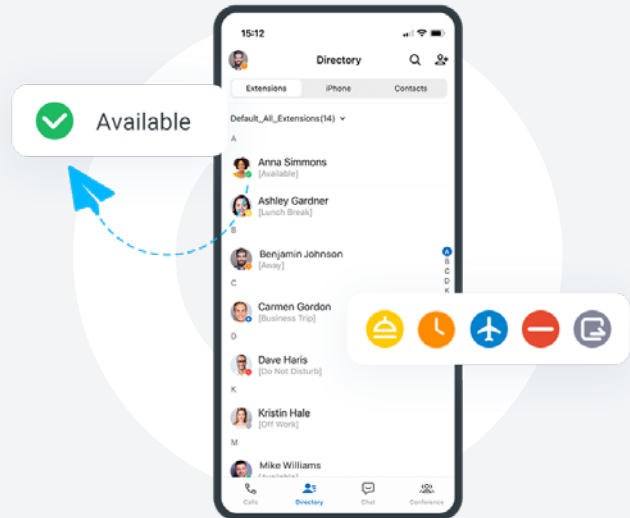 15:12
Directory
Extensions iPhone Contacts
Default_All_Extensions(14)
A
Available
Anna Simmons
[Available]
Ashley Gardner
[Lunch Break]
B
Benjamin Johnson
[Away]
A
B
C
D
K
C
Carmen Gordon
[Business Trip]
D
Dave Haris
[Do Not Disturb]
K
Kristin Hale
[Off Work]
M
Mike Williams
[Available]
Calls Directory Chat Conference